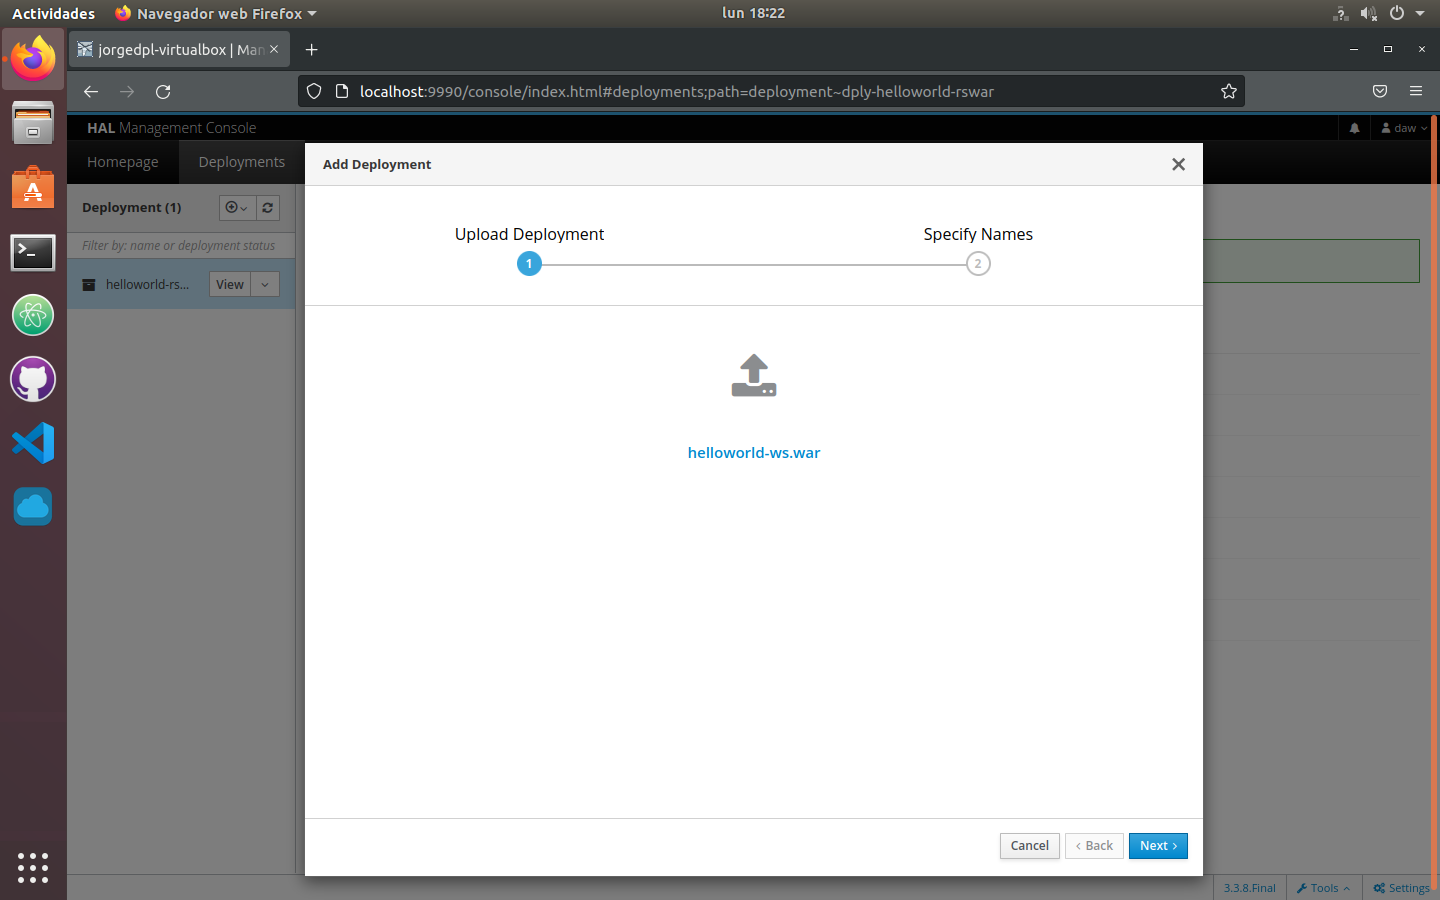 Actividades
Navegador web Firefox
lun 18:22
jorgedpl-virtualbox | Man
localhost:9990/console/index.html#deployments;path=deployment~dply-helloworld-rswar
HAL Management Console
daw
Homepage
Deployments
Add Deployment
Deployment (1)
Filter by: name or deployment status
helloworld-rs...
View
Upload Deployment
Specify Names
1
2
helloworld-ws.war
Cancel
Back
Next
3.3.8.Final
Tools
Settings